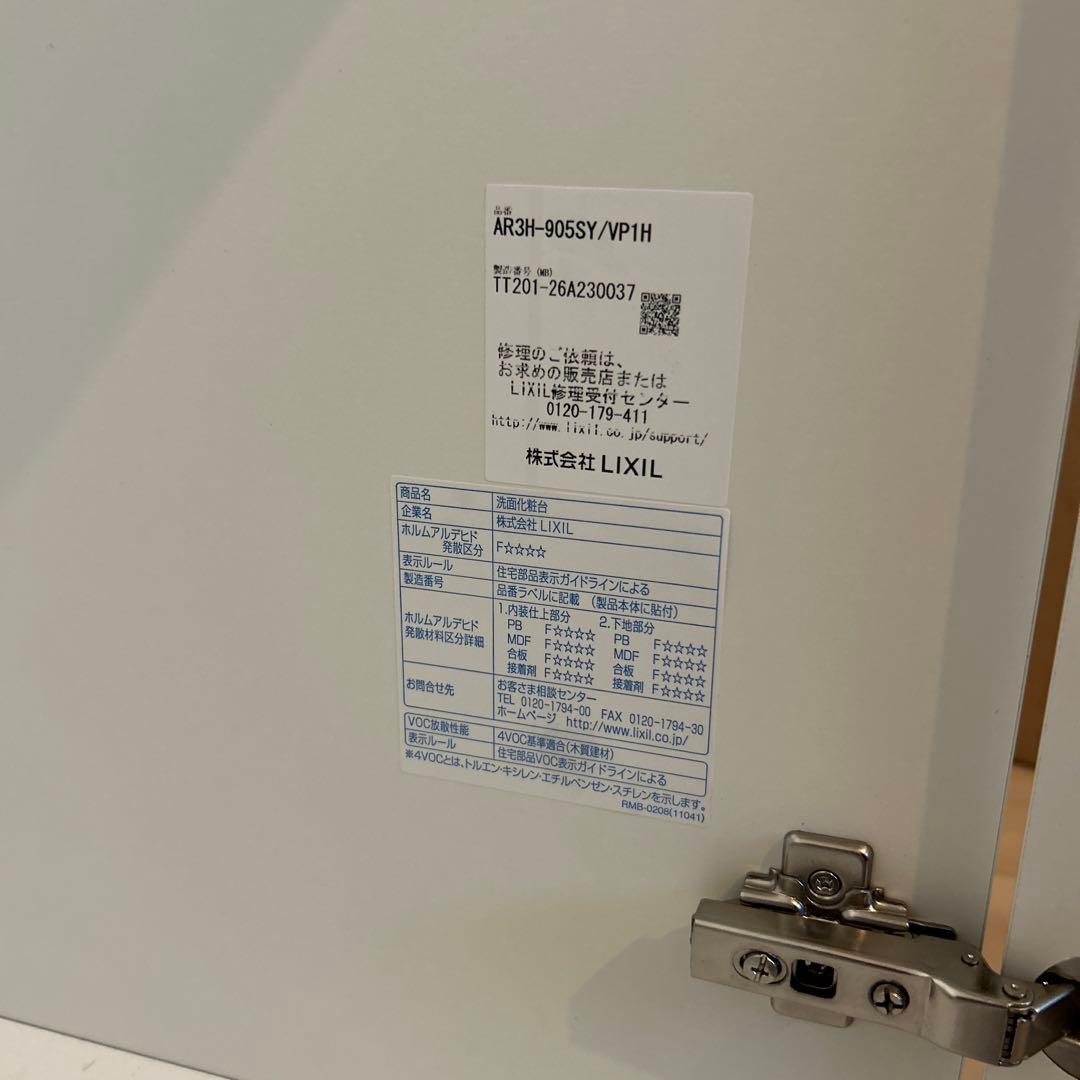 品番
AR3H-905SY/VP1H
製造番号 (MB)
TT201-26A230037
修理のご依頼は、
お求めの販売店または
LIXIL修理受付センター
0120-179-411
http://www.lixil.co.jp/support/
株式会社 LIXIL
商品名 洗面化粧台
企業名 株式会社 LIXIL
ホルムアルデヒド
発散区分 F☆☆☆☆
表示ルール 住宅部品表示ガイドラインによる
製造番号 品番ラベルに記載 (製品本体に貼付)
ホルムアルデヒド
発散材料区分詳細
1.内装仕上部分 2.下地部分
PB F☆☆☆☆ PB F☆☆☆☆
MDF F☆☆☆☆ MDF F☆☆☆☆
合板 F☆☆☆☆ 合板 F☆☆☆☆
接着剤 F☆☆☆☆ 接着剤 F☆☆☆☆
お問合せ先 お客さま相談センター
TEL 0120-1794-00 FAX 0120-1794-30
ホームページ http://www.lixil.co.jp/
VOC放散性能 4VOC基準適合(木質建材)
表示ルール 住宅部品VOC表示ガイドラインによる
※4VOCとは、トルエン・キシレン・エチルベンゼン・スチレンを示します。
RMB-0208(11041)